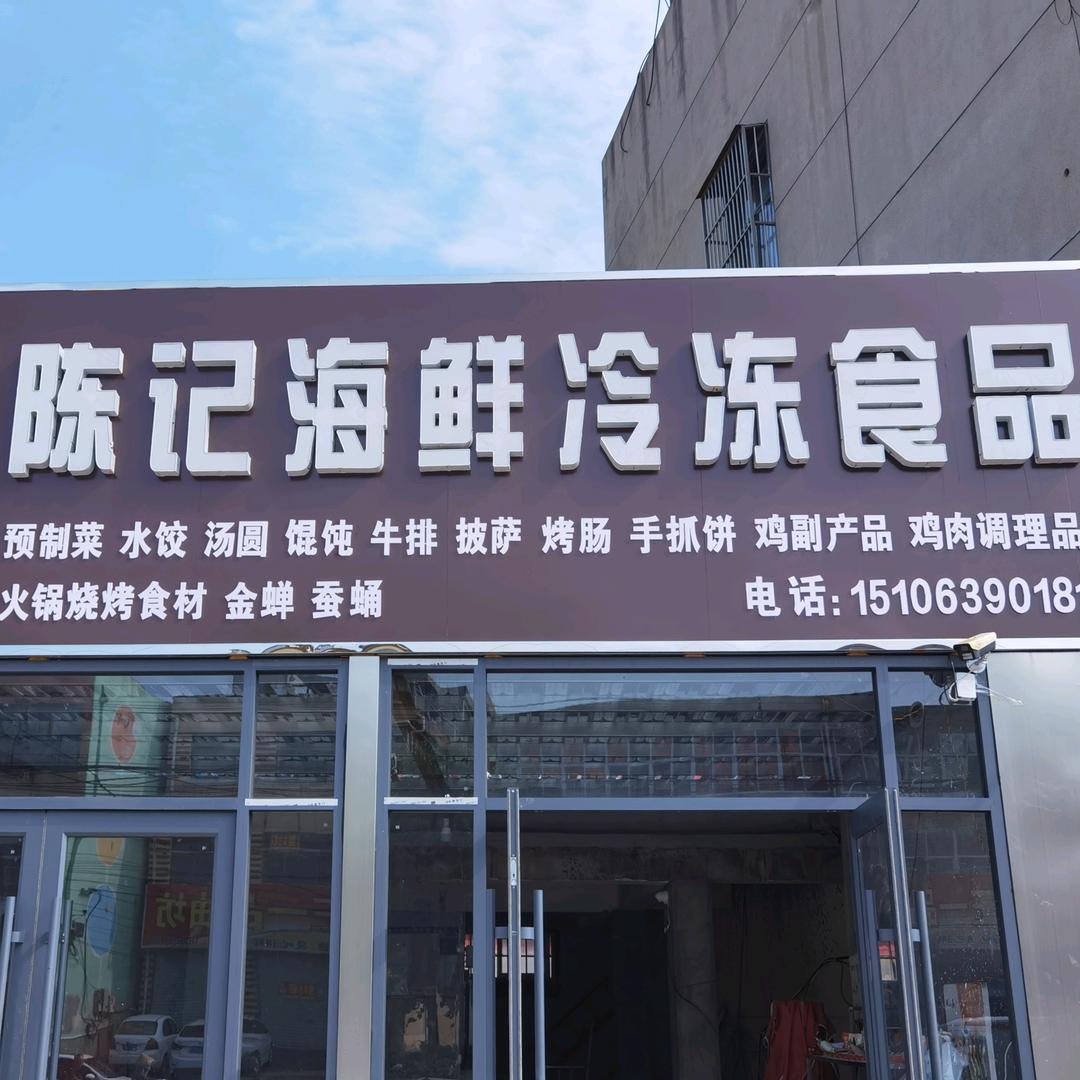 陈记海鲜冷冻食品
预制菜 水饺 汤圆 馄饨 牛排 披萨 烤肠 手抓饼 鸡副产品 鸡肉调理品
火锅烧烤食材 金蝉 蚕蛹
电话:1510639018